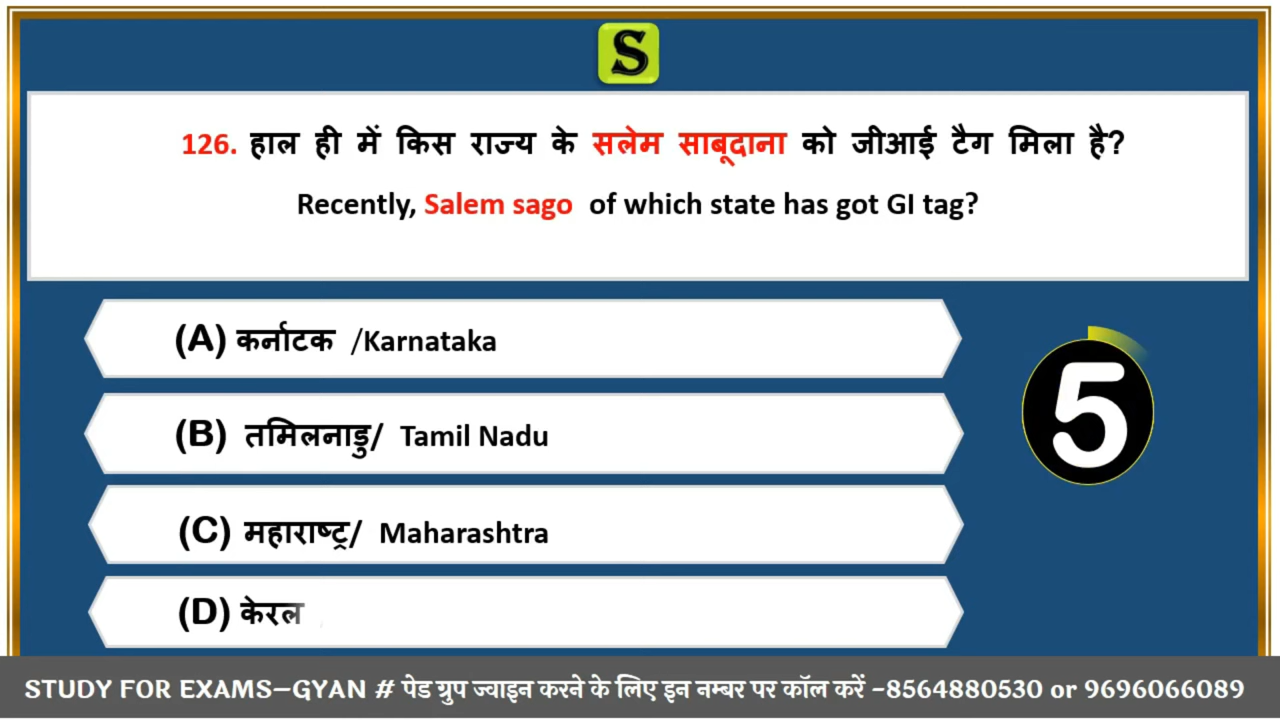 S
126. हाल ही में किस राज्य के सलेम साबूदाना को जीआई टैग मिला है?
Recently, Salem sago of which state has got GI tag?
(A) कर्नाटक /Karnataka
(B) तमिलनाडु/ Tamil Nadu
(C) महाराष्ट्र/ Maharashtra
(D) केरल
5
STUDY FOR EXAMS–GYAN # पेड ग्रुप ज्वाइन करने के लिए इन नम्बर पर कॉल करें –8564880530 or 9696066089